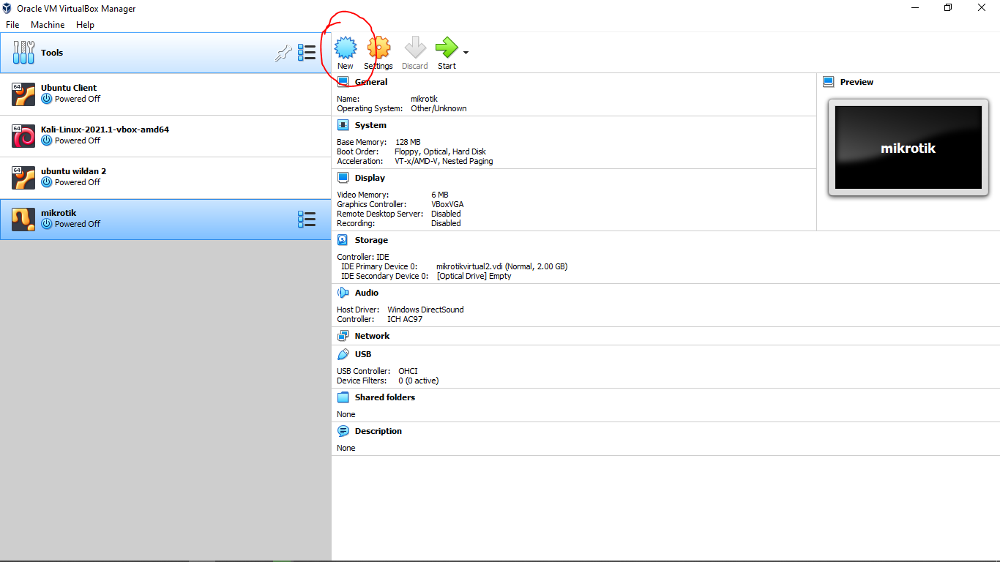 Oracle VM VirtualBox Manager
File Machine Help
Tools
New Settings Discard Start
64 Ubuntu Client
Powered Off
64 Kali-Linux-2021.1-vbox-amd64
Powered Off
64 ubuntu wildan 2
Powered Off
mikrotik
Powered Off
General
Name: mikrotik
Operating System: Other/Unknown
System
Base Memory: 128 MB
Boot Order: Floppy, Optical, Hard Disk
Acceleration: VT-x/AMD-V, Nested Paging
Display
Video Memory: 6 MB
Graphics Controller: VBoxVGA
Remote Desktop Server: Disabled
Recording: Disabled
Storage
Controller: IDE
IDE Primary Device 0: mikrotikvirtual2.vdi (Normal, 2.00 GB)
IDE Secondary Device 0: [Optical Drive] Empty
Audio
Host Driver: Windows DirectSound
Controller: ICH AC97
Network
USB
USB Controller: OHCI
Device Filters: 0 (0 active)
Shared folders
None
Description
None
Preview
mikrotik